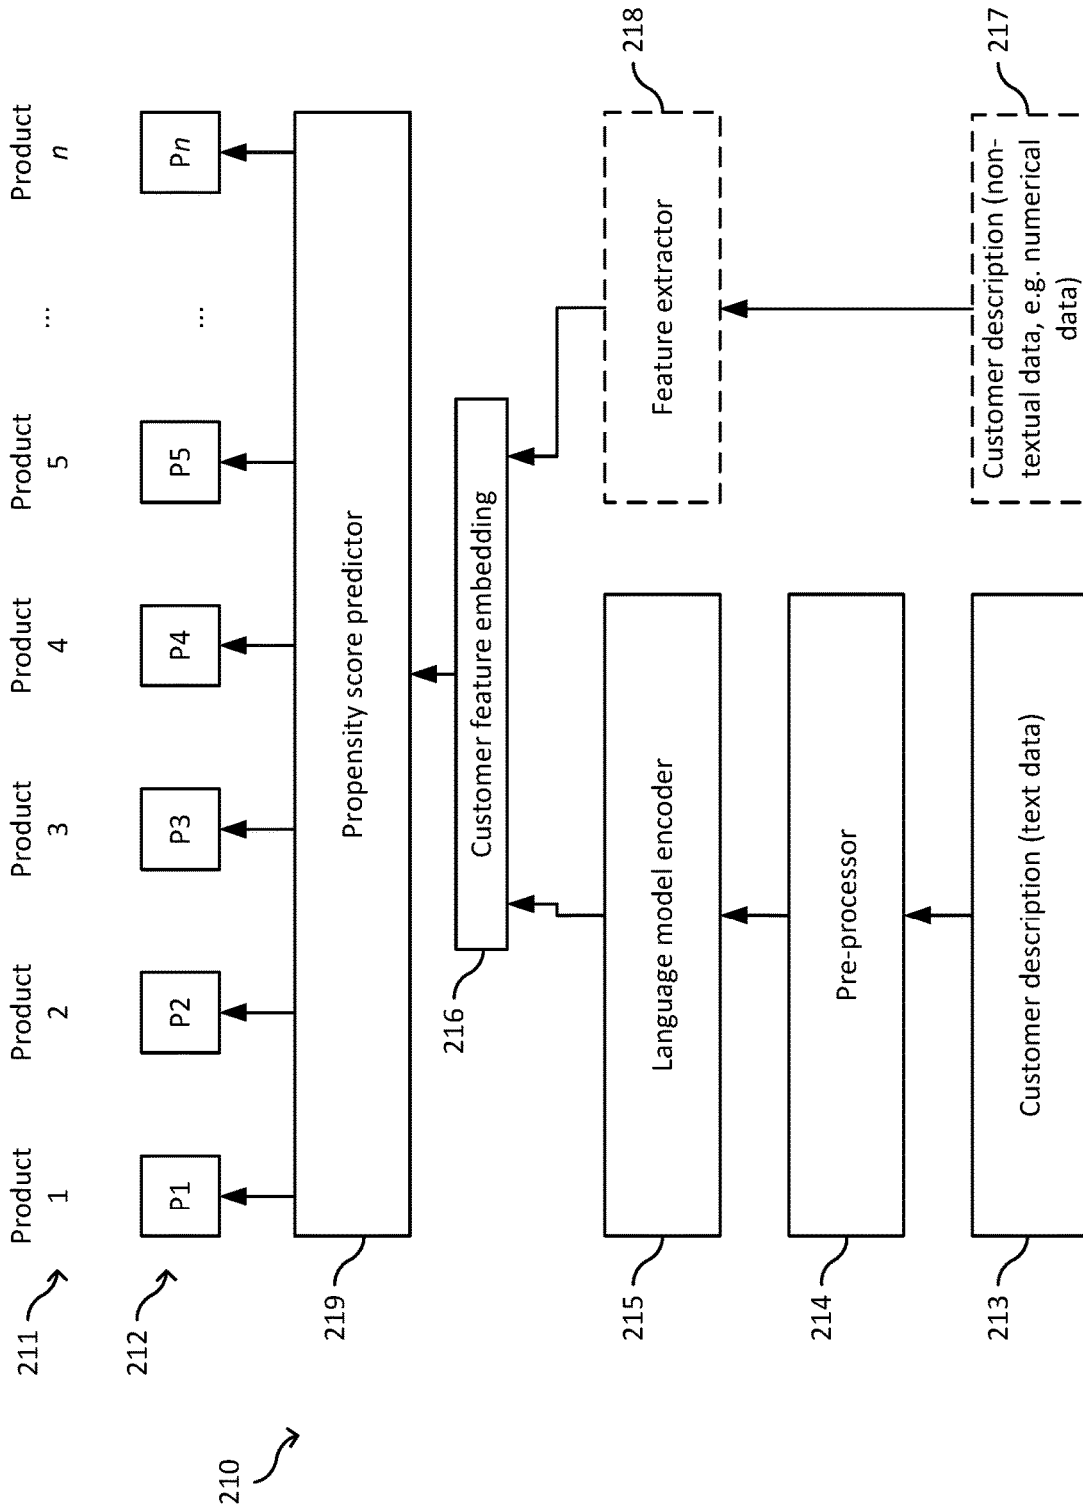 211
Product
1
Product
2
Product
3
Product
4
Product
5
...
Product
n
212
P1
P2
P3
P4
P5
...
Pn
210
219
Propensity score predictor
216
Customer feature embedding
215
Language model encoder
Feature extractor
218
214
Pre-processor
213
Customer description (text data)
Customer description (non-
textual data, e.g. numerical
data)
217